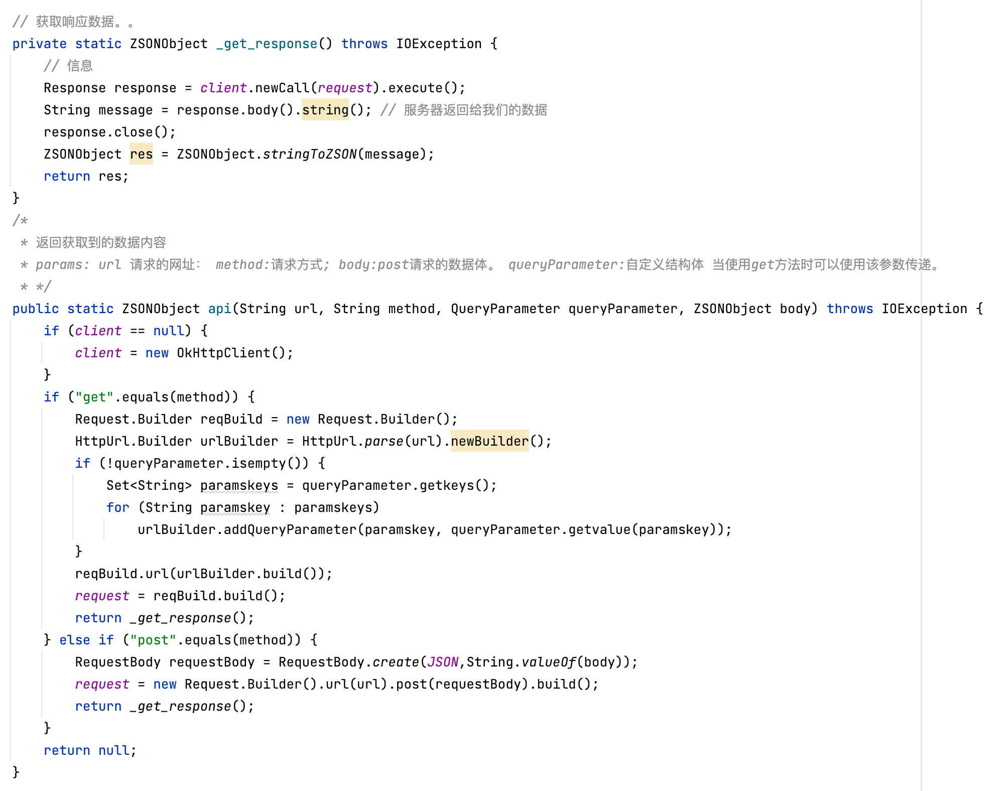 // 获取响应数据。。
private static ZSONObject _get_response() throws IOException {
    // 信息
    Response response = client.newCall(request).execute();
    String message = response.body().string(); // 服务器返回给我们的数据
    response.close();
    ZSONObject res = ZSONObject.stringToZSON(message);
    return res;
}
/*
 * 返回获取到的数据内容
 * params: url 请求的网址： method:请求方式; body:post请求的数据体。 queryParameter:自定义结构体 当使用get方法时可以使用该参数传递。
 * */
public static ZSONObject api(String url, String method, QueryParameter queryParameter, ZSONObject body) throws IOException {
    if (client == null) {
        client = new OkHttpClient();
    }
    if ("get".equals(method)) {
        Request.Builder reqBuild = new Request.Builder();
        HttpUrl.Builder urlBuilder = HttpUrl.parse(url).newBuilder();
        if (!queryParameter.isempty()) {
            Set<String> paramskeys = queryParameter.getkeys();
            for (String paramskey : paramskeys)
                urlBuilder.addQueryParameter(paramskey, queryParameter.getvalue(paramskey));
        }
        reqBuild.url(urlBuilder.build());
        request = reqBuild.build();
        return _get_response();
    } else if ("post".equals(method)) {
        RequestBody requestBody = RequestBody.create(JSON,String.valueOf(body));
        request = new Request.Builder().url(url).post(requestBody).build();
        return _get_response();
    }
    return null;
}